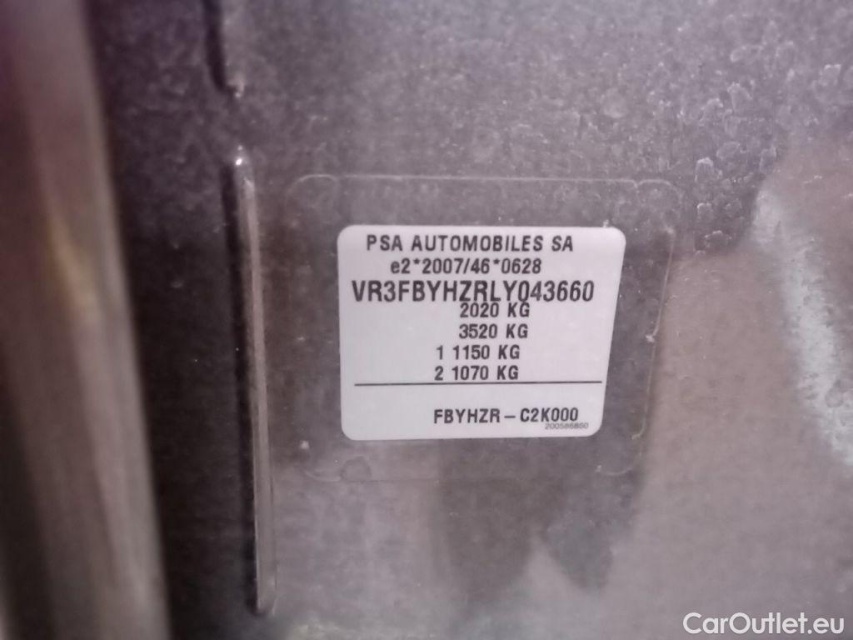 PSA AUTOMOBILES SA
e2*2007/46*0628
VR3FBYHZRLY043660
2020 KG
3520 KG
1 1150 KG
2 1070 KG
FBYHZR – C2K000
CarOutlet.eu